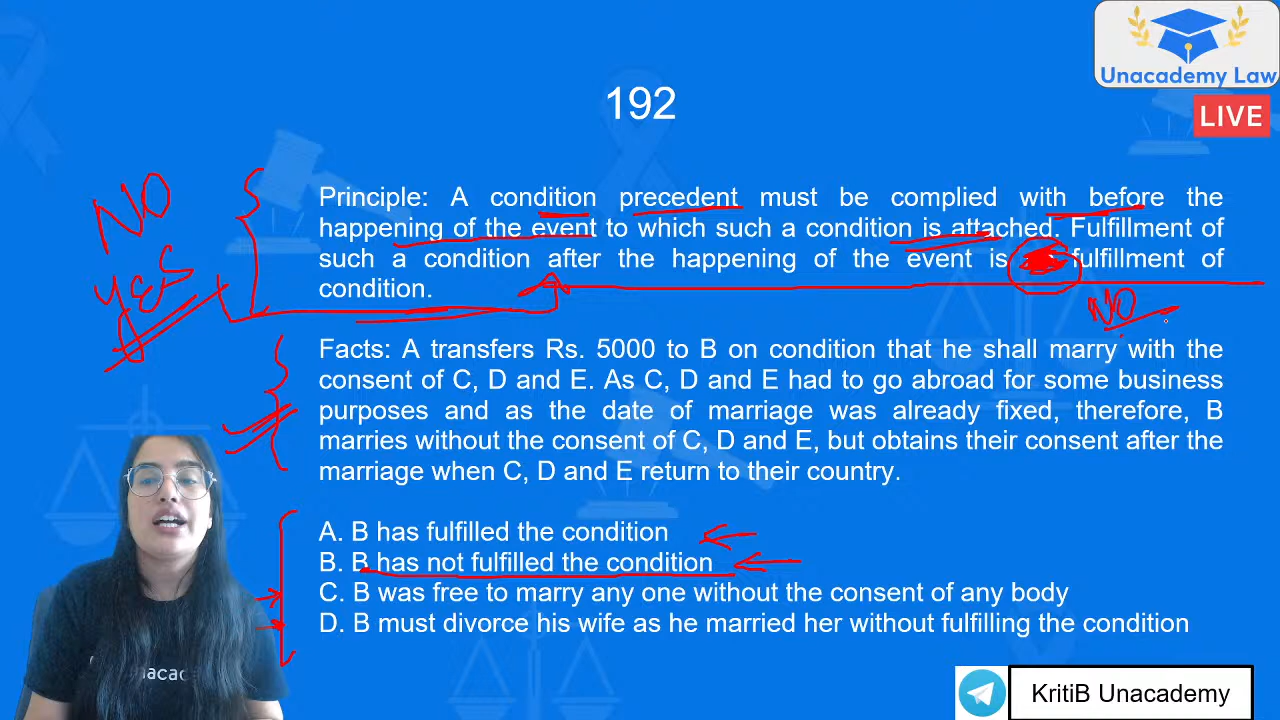 Unacademy Law
LIVE
192
NO
YES
Principle: A condition precedent must be complied with before the
happening of the event to which such a condition is attached. Fulfillment of
such a condition after the happening of the event is fulfillment of
condition.
NO
Facts: A transfers Rs. 5000 to B on condition that he shall marry with the
consent of C, D and E. As C, D and E had to go abroad for some business
purposes and as the date of marriage was already fixed, therefore, B
marries without the consent of C, D and E, but obtains their consent after the
marriage when C, D and E return to their country.
A. B has fulfilled the condition
B. B has not fulfilled the condition
C. B was free to marry any one without the consent of any body
D. B must divorce his wife as he married her without fulfilling the condition
KritiB Unacademy